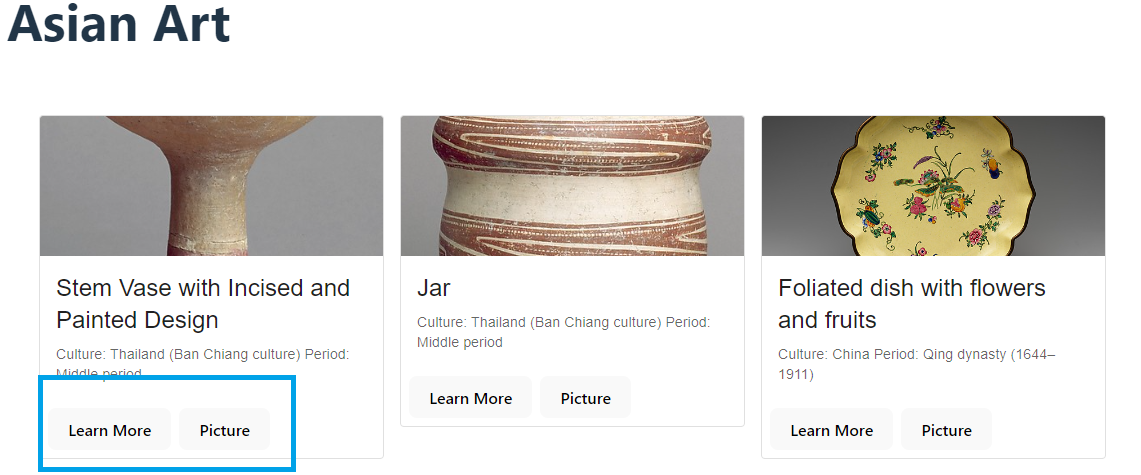 Asian Art
Stem Vase with Incised and
Painted Design
Culture: Thailand (Ban Chiang culture) Period:
Middle period
Learn More
Picture
Jar
Culture: Thailand (Ban Chiang culture) Period:
Middle period
Learn More
Picture
Foliated dish with flowers
and fruits
Culture: China Period: Qing dynasty (1644–
1911)
Learn More
Picture